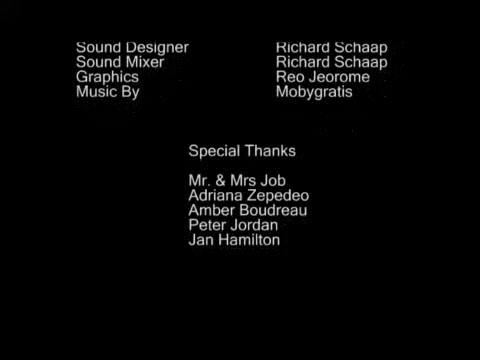 Sound Designer Richard Schaap
Sound Mixer Richard Schaap
Graphics Reo Jeorome
Music By Mobygratis
Special Thanks
Mr. & Mrs Job
Adriana Zepedeo
Amber Boudreau
Peter Jordan
Jan Hamilton